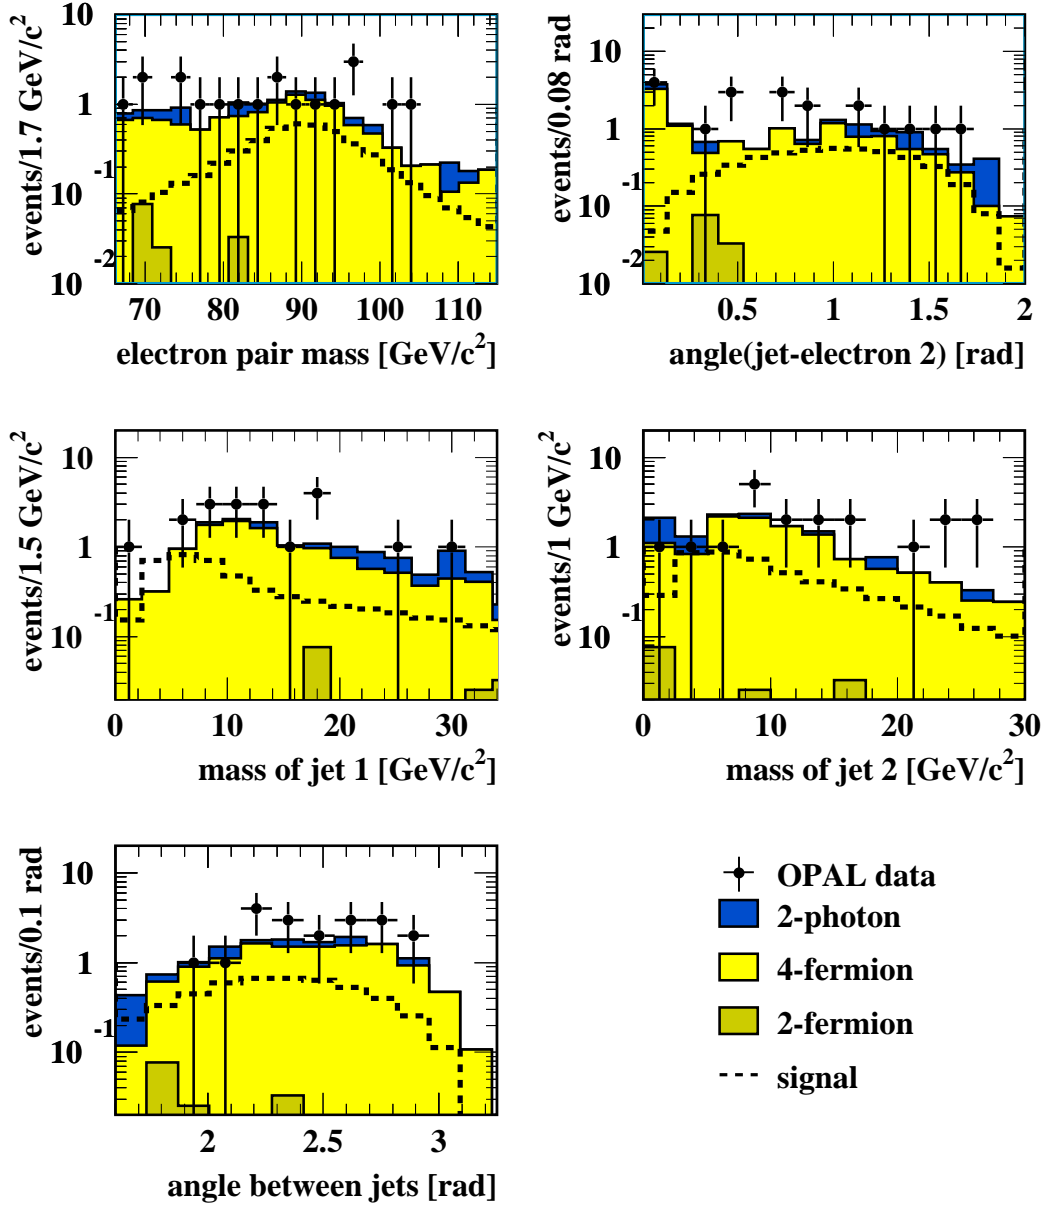 events/1.7 GeV/c2
10
1
10 -1
10 -2
70 80 90 100 110
electron pair mass [GeV/c2]
events/0.08 rad
10
1
10 -1
10 -2
0.5 1 1.5 2
angle(jet-electron 2) [rad]
events/1.5 GeV/c2
10
1
10 -1
0 10 20 30
mass of jet 1 [GeV/c2]
events/1 GeV/c2
10
1
10 -1
0 10 20 30
mass of jet 2 [GeV/c2]
events/0.1 rad
10
1
10 -1
2 2.5 3
angle between jets [rad]
OPAL data
2-photon
4-fermion
2-fermion
signal